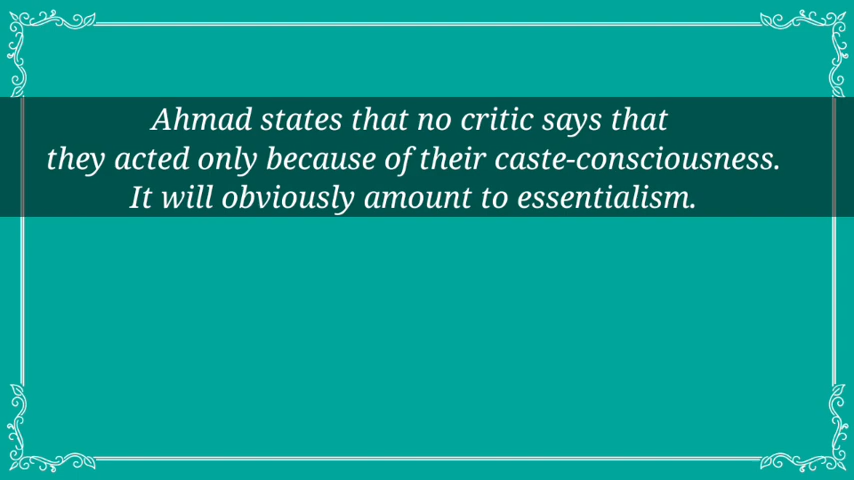 Ahmad states that no critic says that
they acted only because of their caste-consciousness.
It will obviously amount to essentialism.